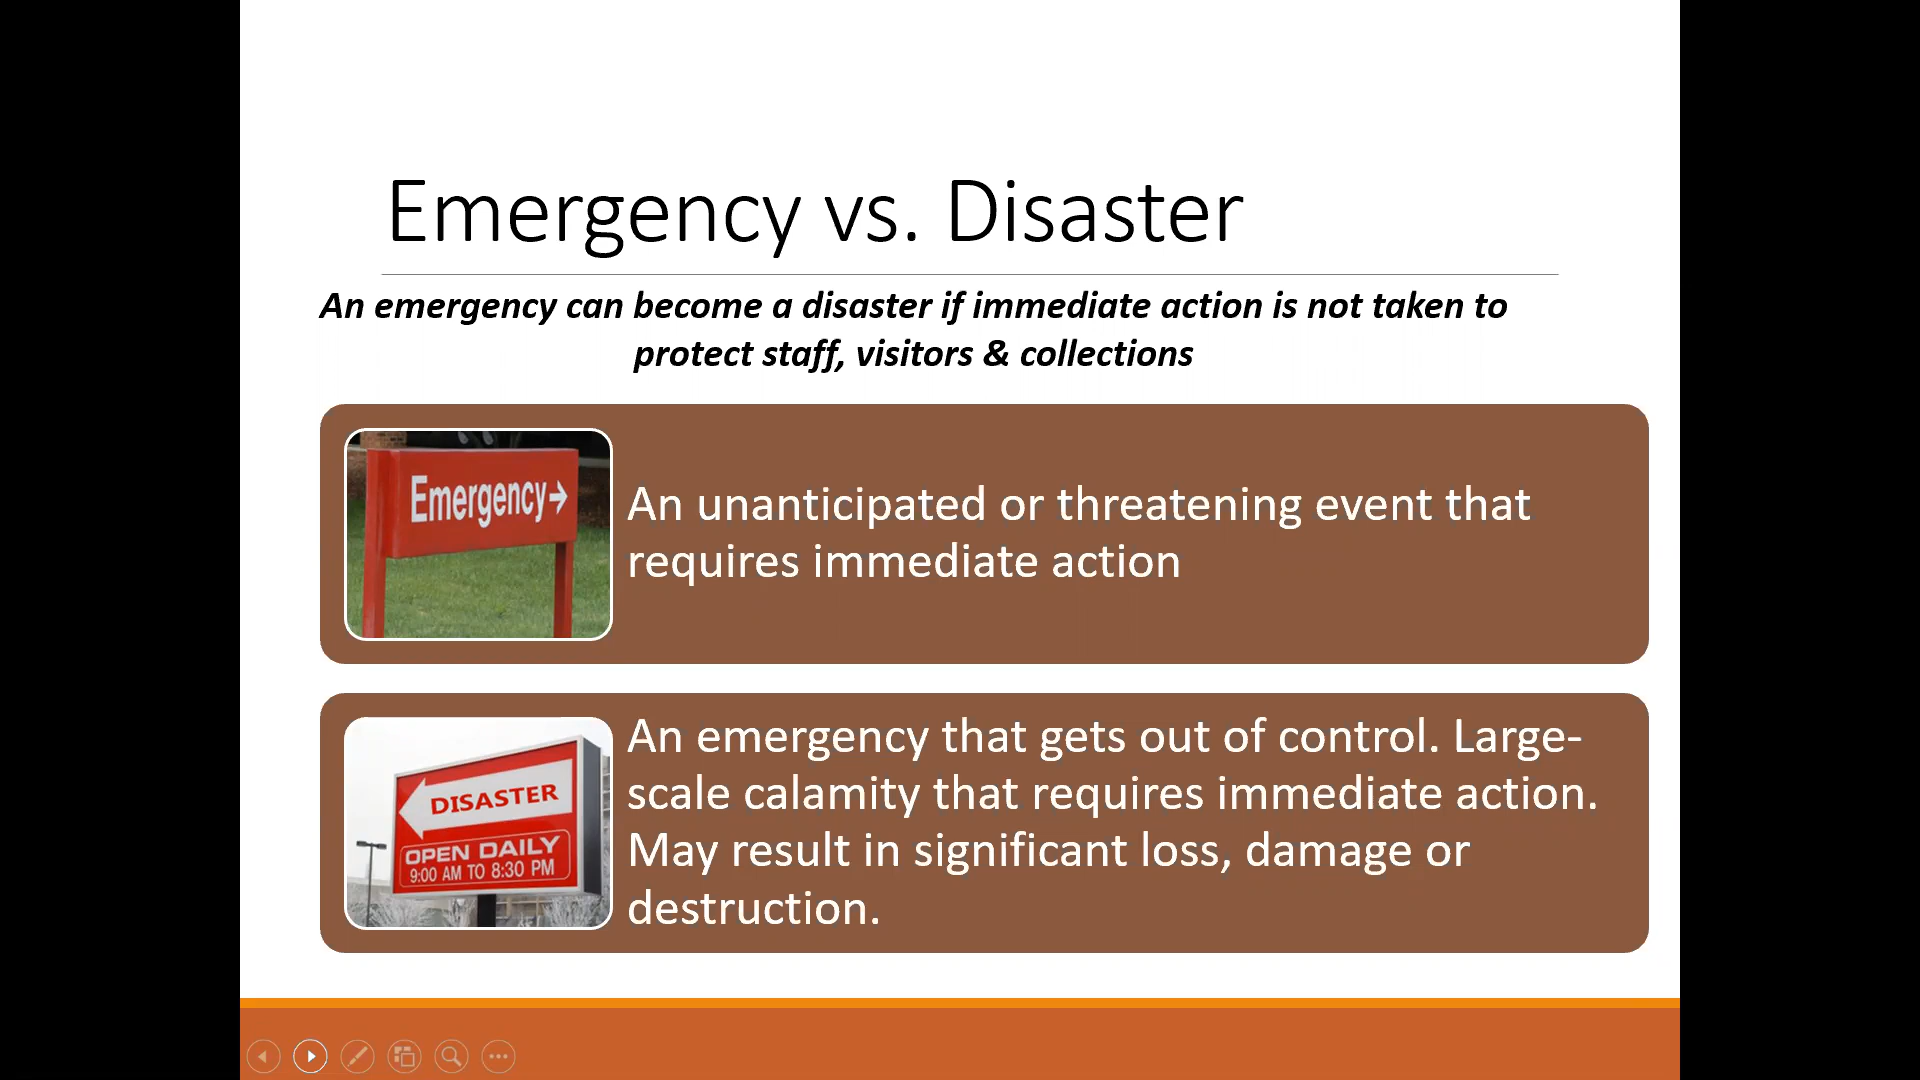 Emergency vs. Disaster
An emergency can become a disaster if immediate action is not taken to
protect staff, visitors & collections
Emergency→
An unanticipated or threatening event that
requires immediate action
DISASTER
OPEN DAILY
9:00 AM TO 8:30 PM
An emergency that gets out of control. Large-
scale calamity that requires immediate action.
May result in significant loss, damage or
destruction.